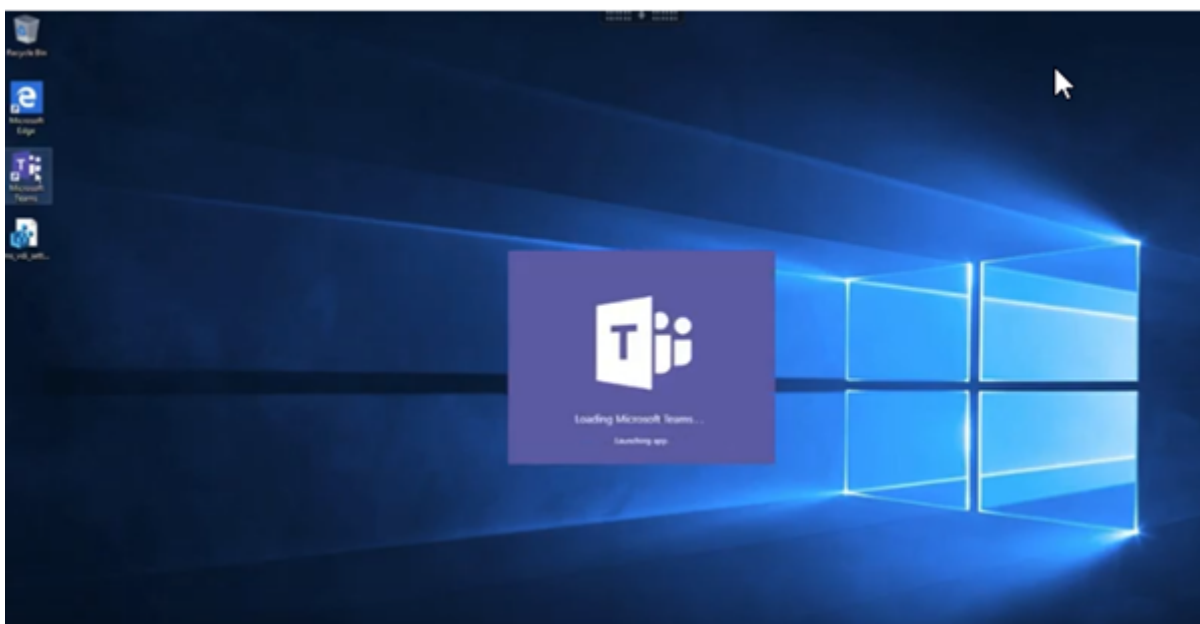 Recycle Bin
Microsoft
Edge
Microsoft
Teams
T
Loading Microsoft Teams...
Launching app